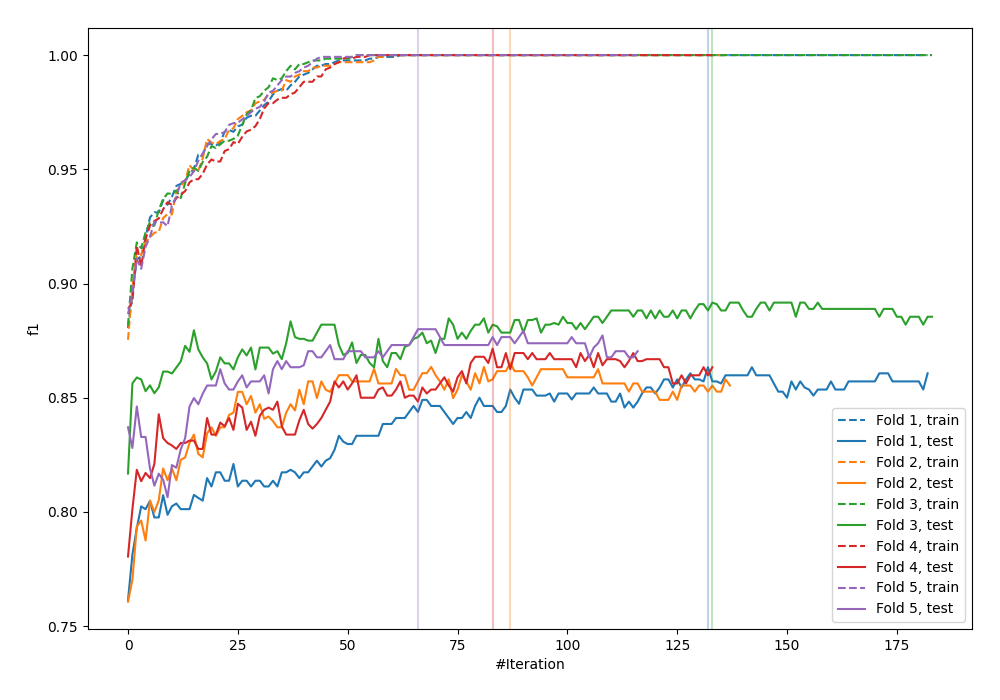 1.00
0.95
0.90
f1
0.85
0.80
0.75
Fold 1, train
Fold 1, test
Fold 2, train
Fold 2, test
Fold 3, train
Fold 3, test
Fold 4, train
Fold 4, test
Fold 5, train
Fold 5, test
0 25 50 75 100 125 150 175
#Iteration